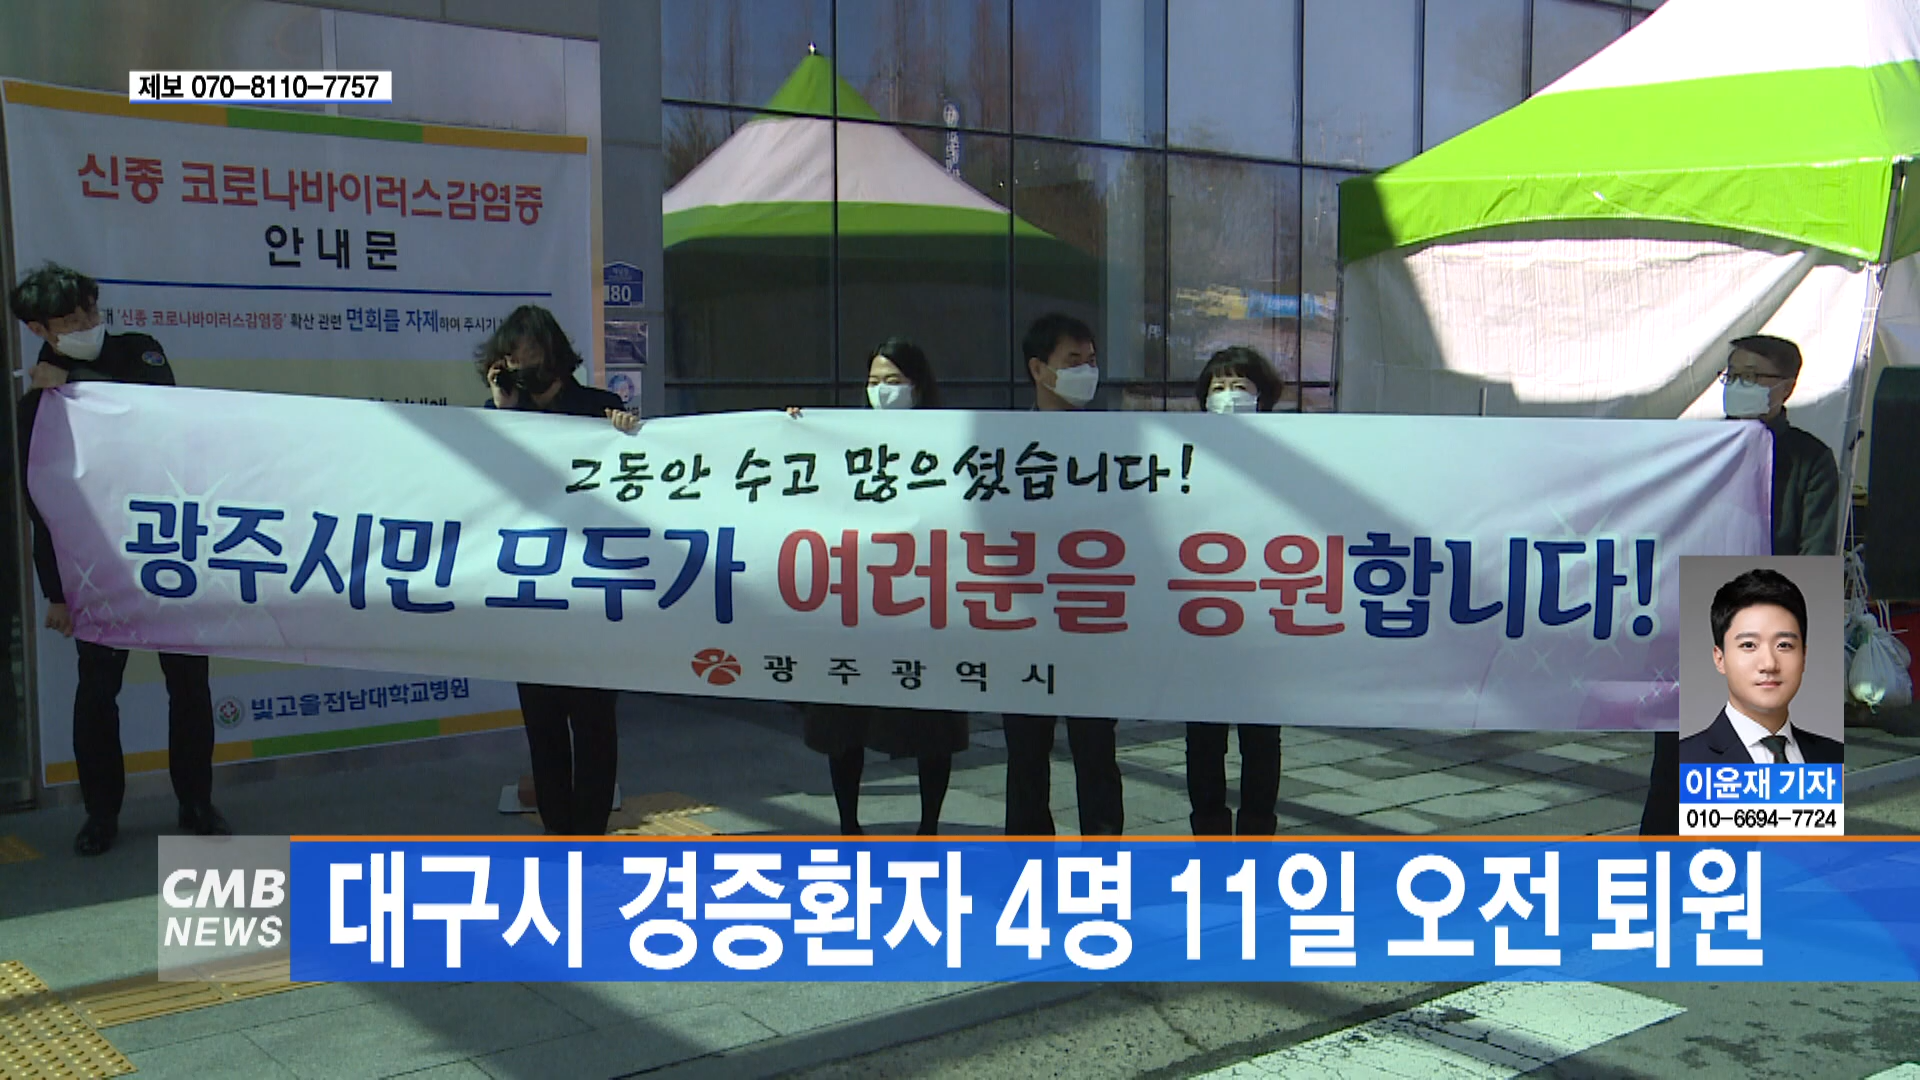 제보 070-8110-7757
신종 코로나바이러스감염증
안 내 문
'신종 코로나바이러스감염증' 확산 관련 면회를 자제하여 주시기
80
그동안 수고 많으셨습니다!
광주시민 모두가 여러분을 응원합니다!
광 주 광 역 시
빛고을전남대학교병원
이윤재 기자
010-6694-7724
CMB
NEWS
대구시 경증환자 4명 11일 오전 퇴원